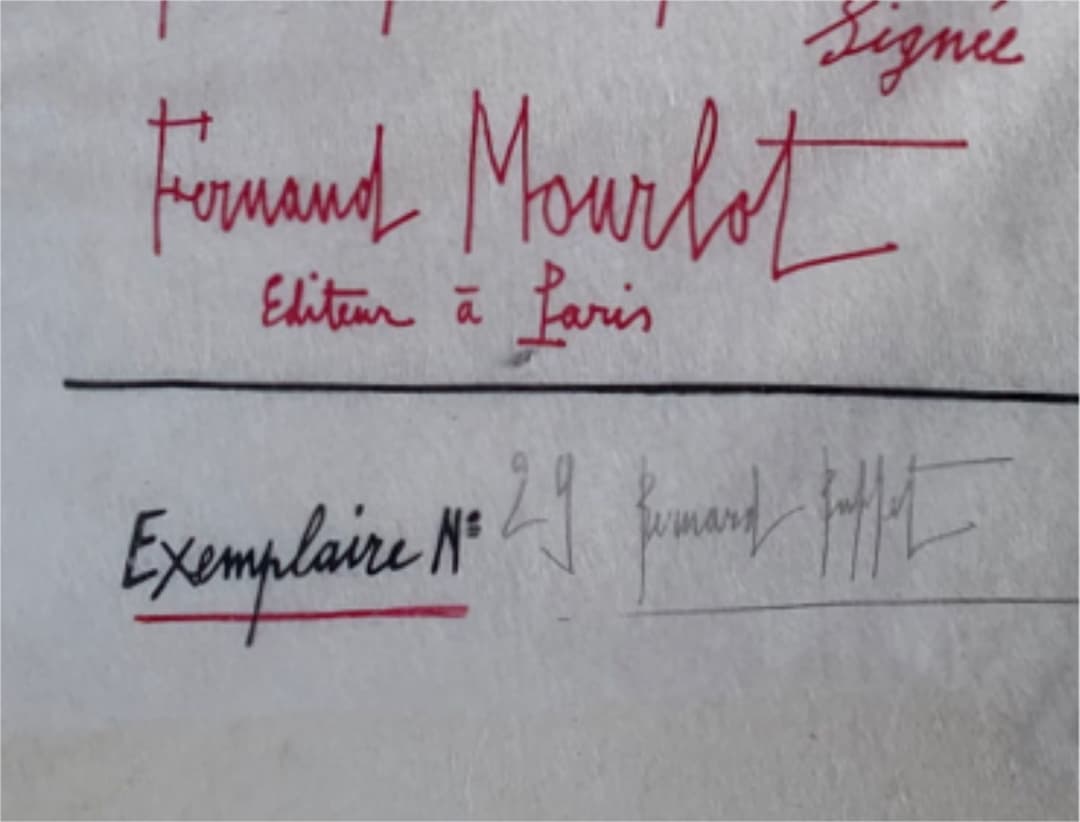 Signée
Fernand Mourlot
Editeur à Paris
Exemplaire N° 29 Bernard Buffet